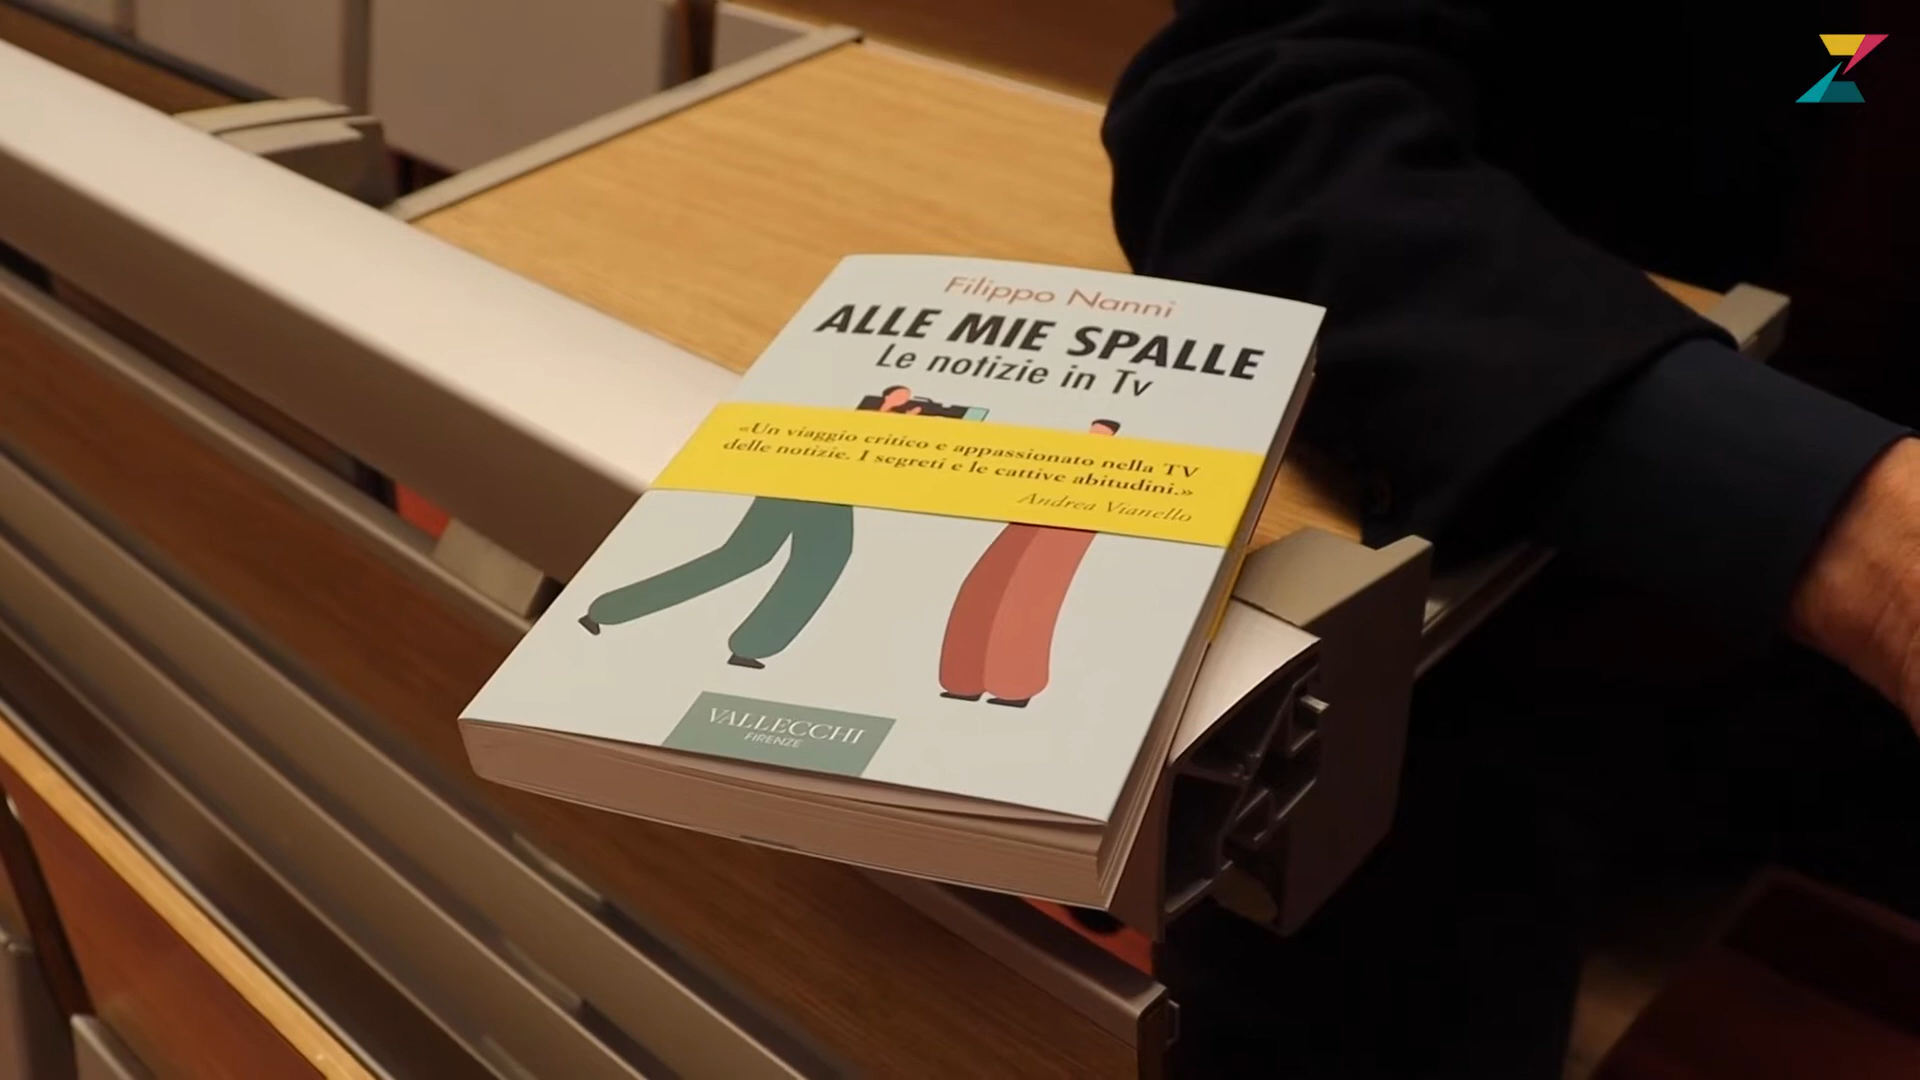 Filippo Nanni
ALLE MIE SPALLE
Le notizie in Tv
«Un viaggio critico e appassionato nella TV
delle notizie. I segreti e le cattive abitudini.»
Andrea Vianello
VALLECCHI
FIRENZE